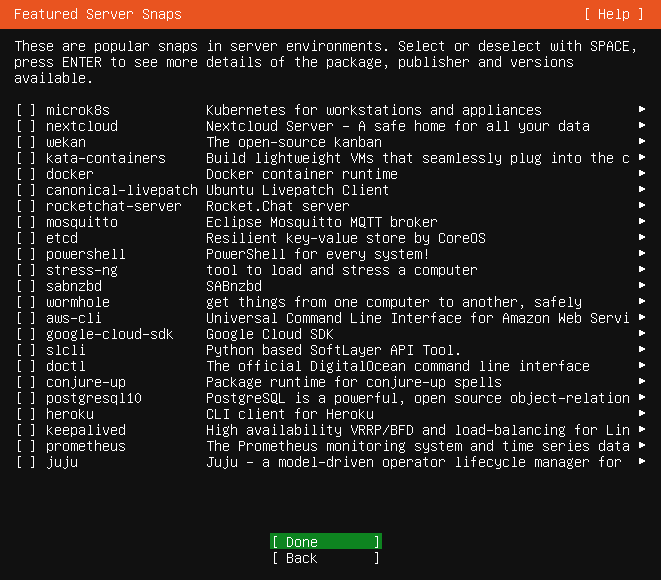 Featured Server Snaps [ Help ]
These are popular snaps in server environments. Select or deselect with SPACE,
press ENTER to see more details of the package, publisher and versions
available.
[ ] microk8s Kubernetes for workstations and appliances ►
[ ] nextcloud Nextcloud Server - A safe home for all your data ►
[ ] wekan The open-source kanban ►
[ ] kata-containers Build lightweight VMs that seamlessly plug into the c ►
[ ] docker Docker container runtime ►
[ ] canonical-livepatch Ubuntu Livepatch Client ►
[ ] rocketchat-server Rocket.Chat server ►
[ ] mosquitto Eclipse Mosquitto MQTT broker ►
[ ] etcd Resilient key-value store by CoreOS ►
[ ] powershell PowerShell for every system! ►
[ ] stress-ng tool to load and stress a computer ►
[ ] sabnzbd SABnzbd ►
[ ] wormhole get things from one computer to another, safely ►
[ ] aws-cli Universal Command Line Interface for Amazon Web Servi ►
[ ] google-cloud-sdk Google Cloud SDK ►
[ ] slcli Python based SoftLayer API Tool. ►
[ ] doctl The official DigitalOcean command line interface ►
[ ] conjure-up Package runtime for conjure-up spells ►
[ ] postgresql10 PostgreSQL is a powerful, open source object-relation ►
[ ] heroku CLI client for Heroku ►
[ ] keepalived High availability VRRP/BFD and load-balancing for Lin ►
[ ] prometheus The Prometheus monitoring system and time series data ►
[ ] juju Juju - a model-driven operator lifecycle manager for ►
[ Done ]
[ Back ]